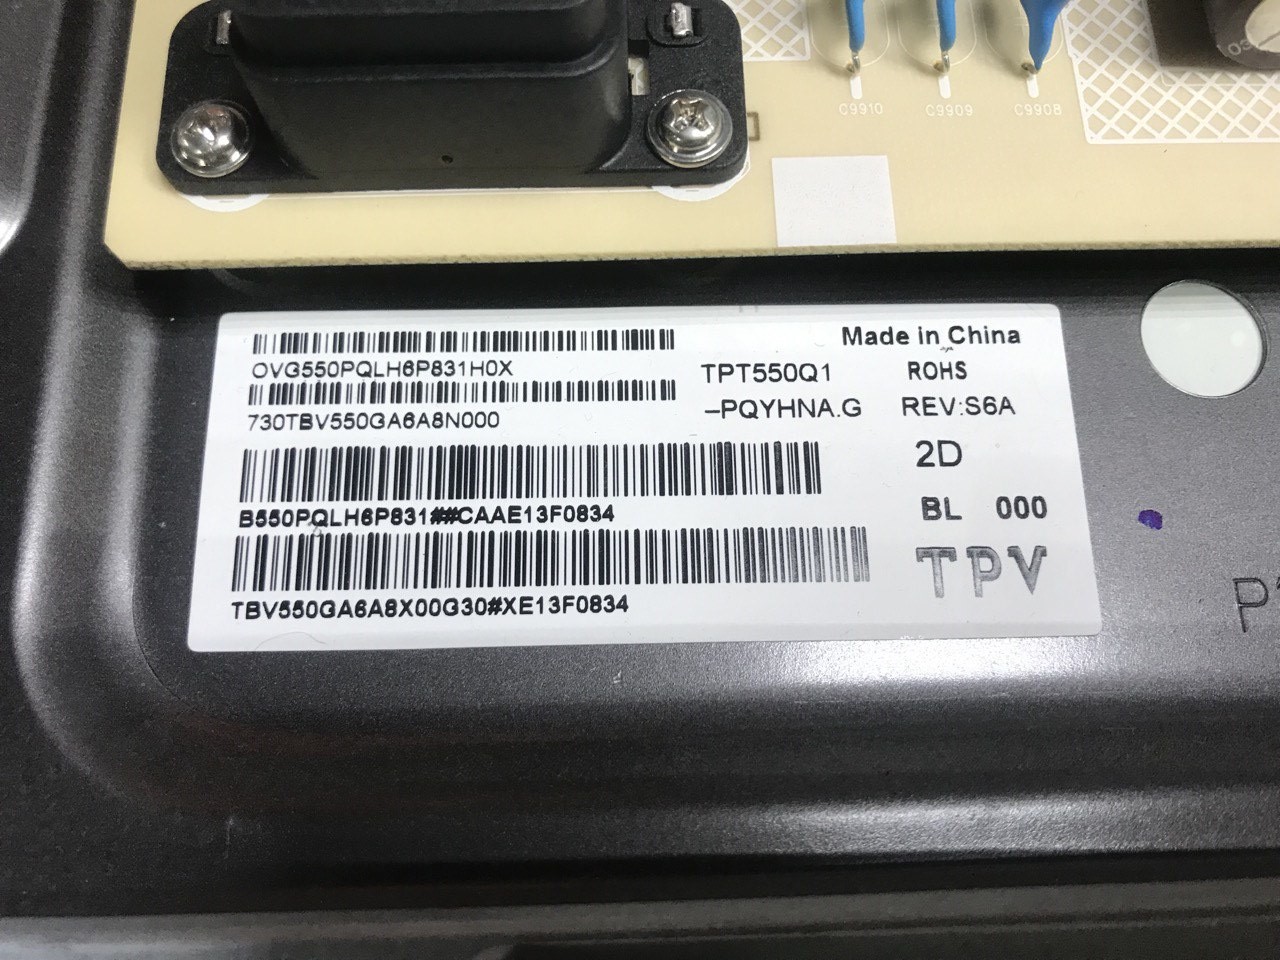 C9910
C9909
C9908
Made in China
OVG550PQLH6P831H0X
TPT550Q1
ROHS
730TBV550GA6A8N000
-PQYHNA.G
REV:S6A
2D
B550PQLH6P831##CAAE13F0834
BL 000
TPV
TBV550GA6A8X00G30#XE13F0834